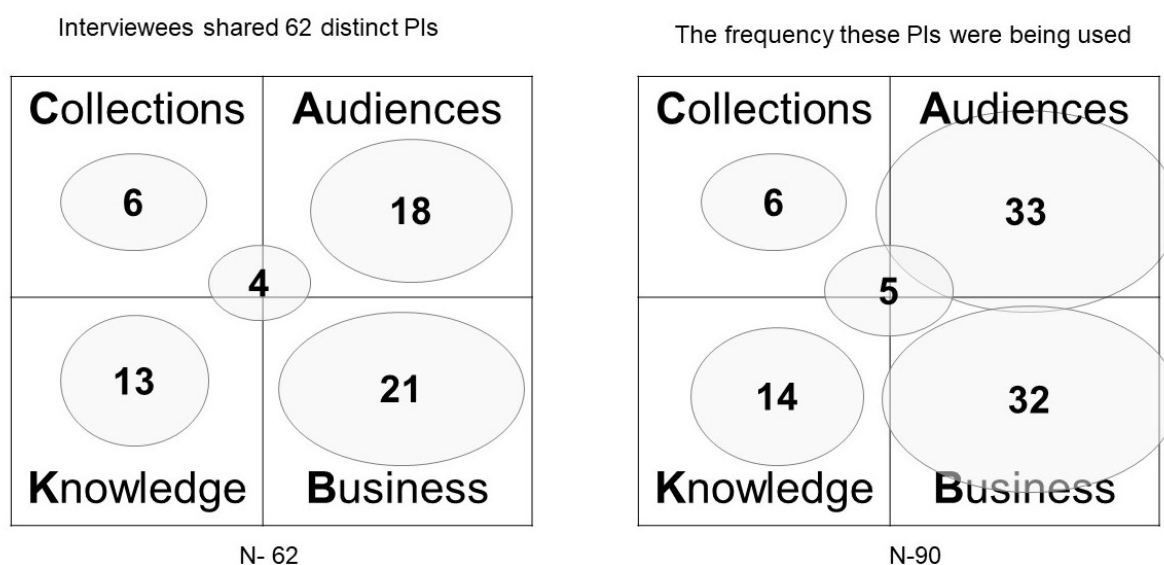 Interviewees shared 62 distinct PIs
Collections
Audiences
6
18
4
13
21
Knowledge
Business
N- 62
The frequency these PIs were being used
Collections
Audiences
6
33
5
14
32
Knowledge
Business
N-90